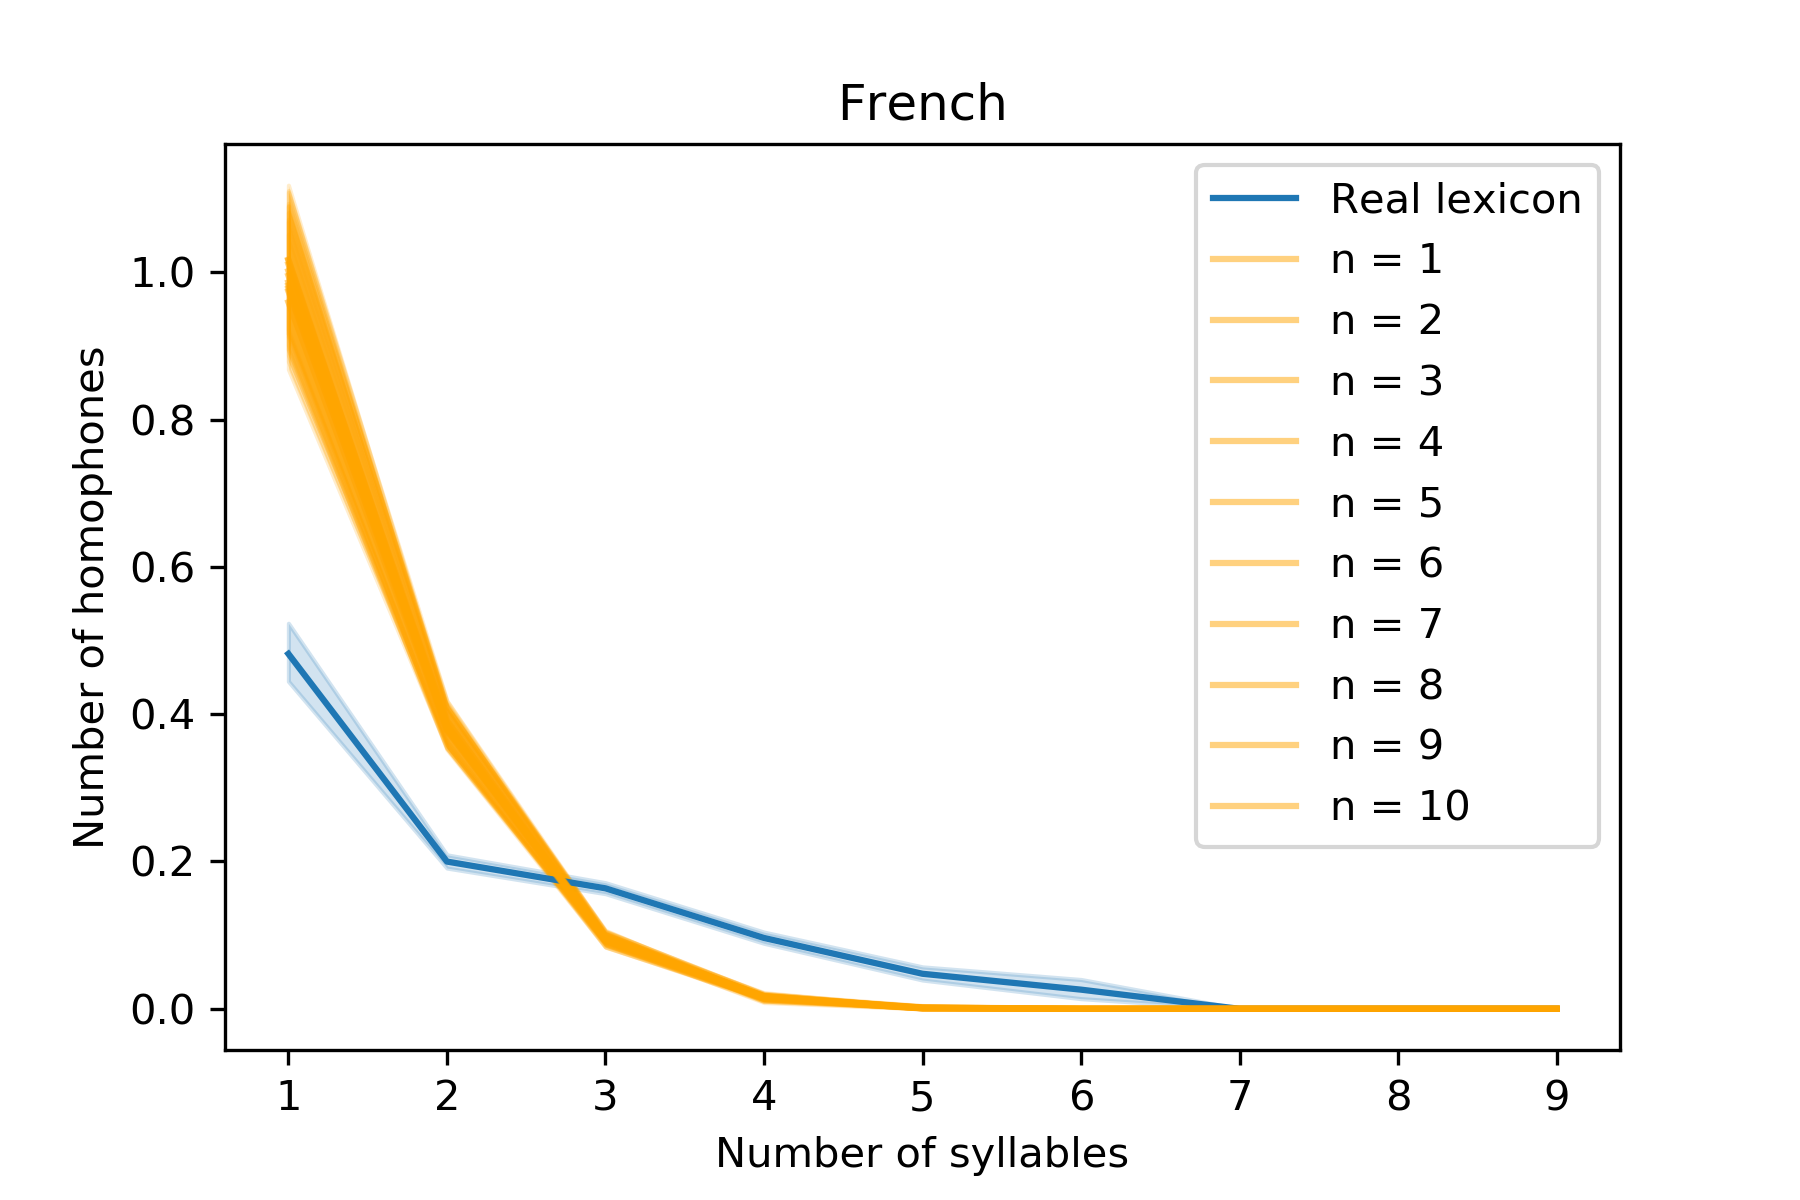 French
Number of homophones
1.0
0.8
0.6
0.4
0.2
0.0
Real lexicon
n = 1
n = 2
n = 3
n = 4
n = 5
n = 6
n = 7
n = 8
n = 9
n = 10
1 2 3 4 5 6 7 8 9
Number of syllables